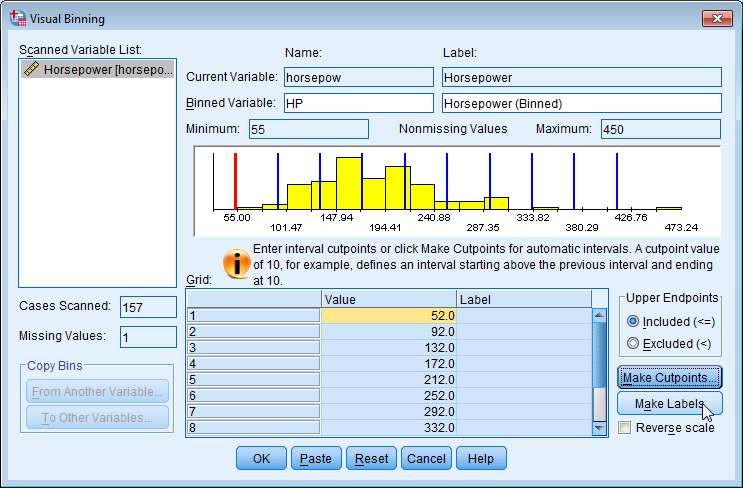 Visual Binning
Scanned Variable List:
Horsepower [horsepo...
Name:
Label:
Current Variable:
horsepow
Horsepower
Binned Variable:
HP
Horsepower (Binned)
Minimum:
55
Nonmissing Values
Maximum:
450
55.00
147.94
240.88
333.82
426.76
101.47
194.41
287.35
380.29
473.24
Enter interval cutpoints or click Make Cutpoints for automatic intervals. A cutpoint value
of 10, for example, defines an interval starting above the previous interval and ending
at 10.
Grid:
Value
Label
1
52.0
2
92.0
3
132.0
4
172.0
5
212.0
6
252.0
7
292.0
8
332.0
Cases Scanned:
157
Missing Values:
1
Copy Bins
From Another Variable...
To Other Variables...
Upper Endpoints
Included (<=)
Excluded (<)
Make Cutpoints...
Make Labels
Reverse scale
OK
Paste
Reset
Cancel
Help